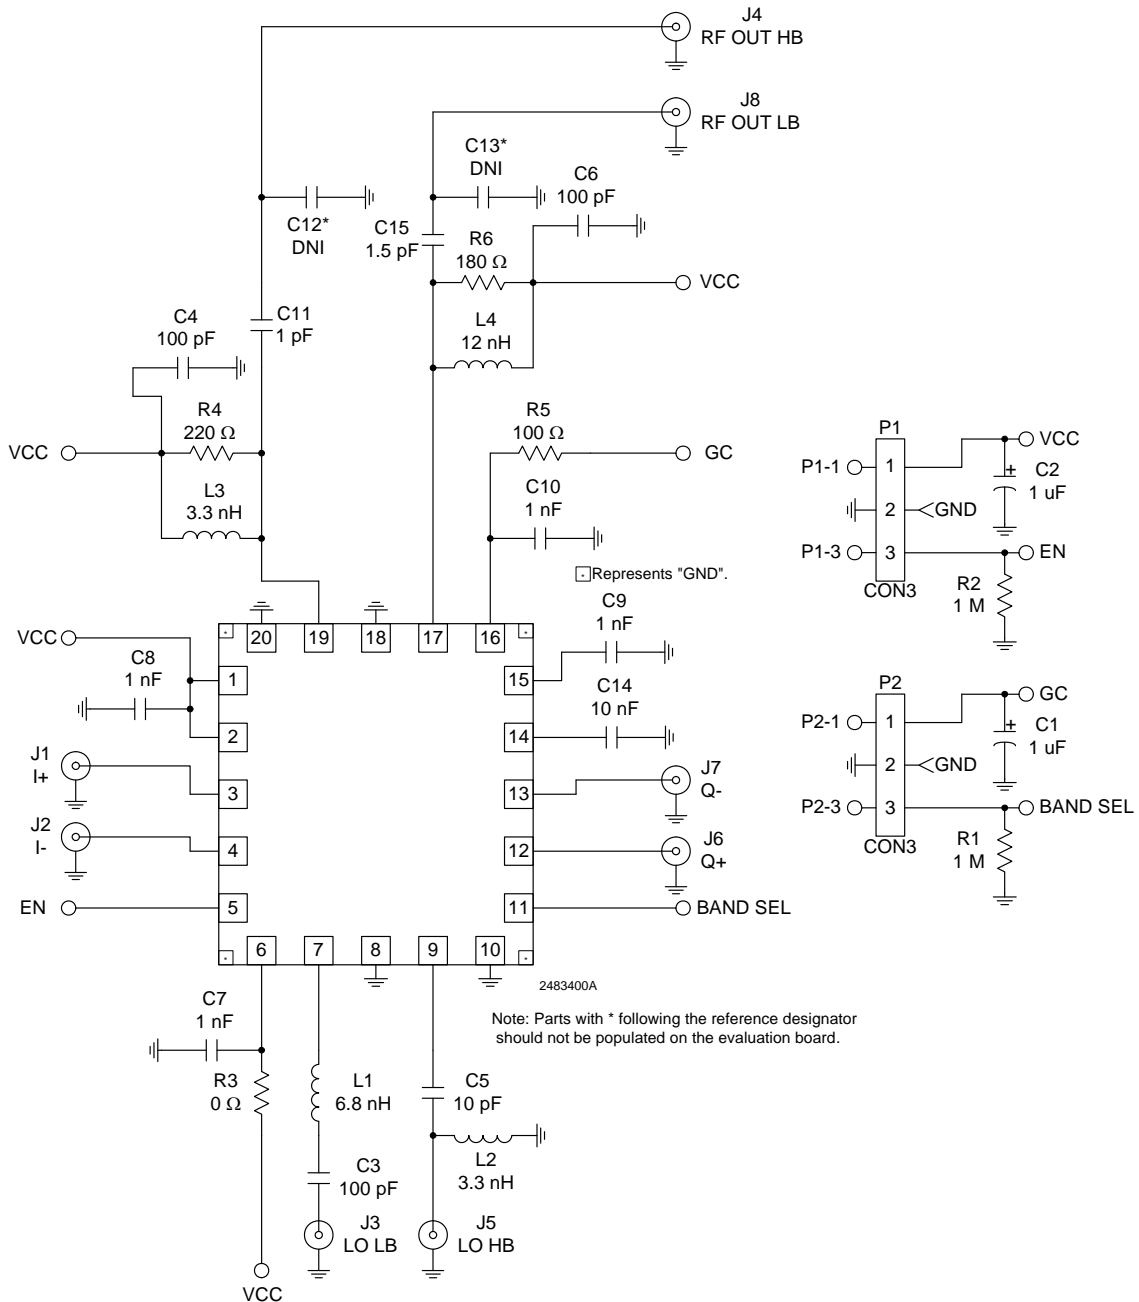 J4
RF OUT HB
J8
RF OUT LB
C13*
DNI
C6
100 pF
C12*
DNI
C15
1.5 pF
R6
180 Ω
VCC
C4
100 pF
C11
1 pF
L4
12 nH
R4
220 Ω
VCC
L3
3.3 nH
R5
100 Ω
GC
C10
1 nF
Represents "GND".
P1
P1-1
1
VCC
C2
+
1 uF
2
GND
P1-3
3
EN
CON3
R2
1 M
C9
1 nF
VCC
C8
1 nF
20
19
18
17
16
1
15
C14
10 nF
2
14
J1
I+
3
13
J7
Q-
J2
I-
4
12
J6
Q+
EN
5
11
BAND SEL
6
7
8
9
10
P2
P2-1
1
GC
C1
+
1 uF
2
GND
P2-3
3
BAND SEL
CON3
R1
1 M
2483400A
Note: Parts with * following the reference designator
should not be populated on the evaluation board.
C7
1 nF
R3
0 Ω
L1
6.8 nH
C5
10 pF
C3
100 pF
L2
3.3 nH
J3
LO LB
J5
LO HB
VCC